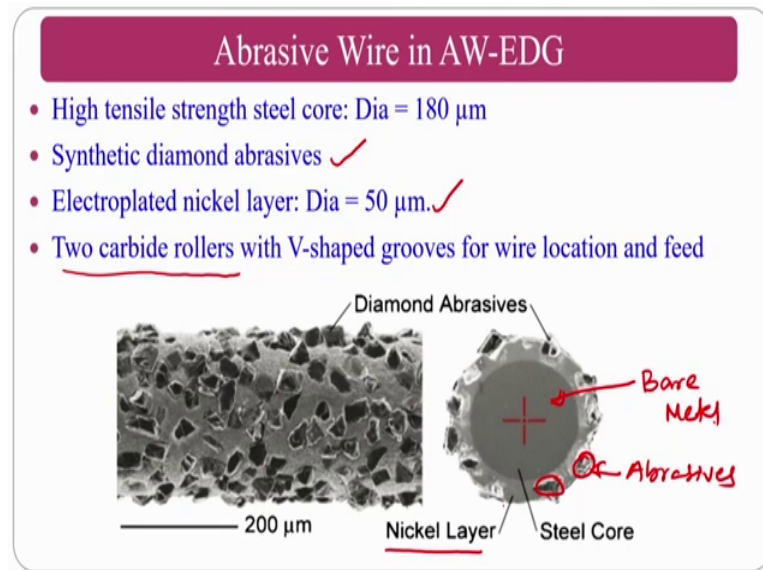 Abrasive Wire in AW-EDG
• High tensile strength steel core: Dia = 180 µm
• Synthetic diamond abrasives
• Electroplated nickel layer: Dia = 50 µm.
• Two carbide rollers with V-shaped grooves for wire location and feed
Diamond Abrasives
Bare
Abrasives
200 µm
Nickel Layer
Steel Core